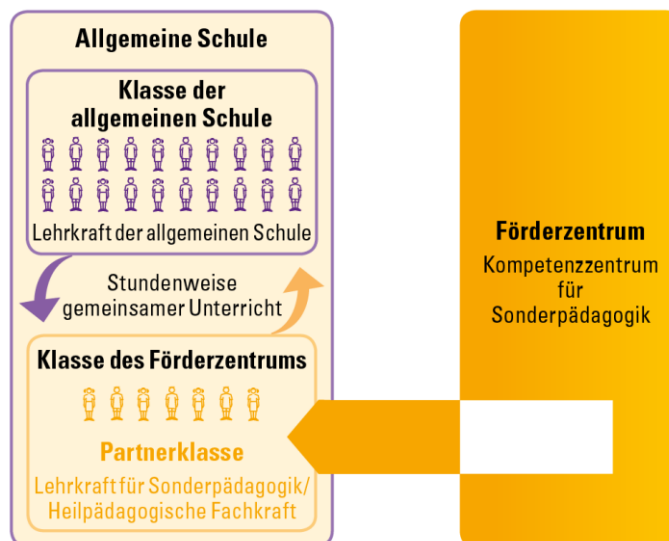 Allgemeine Schule
Klasse der
allgemeinen Schule
Lehrkraft der allgemeinen Schule
Stundenweise
gemeinsamer Unterricht
Klasse des Förderzentrums
Partnerklasse
Lehrkraft für Sonderpädagogik/
Heilpädagogische Fachkraft
Förderzentrum
Kompetenzzentrum
für
Sonderpädagogik